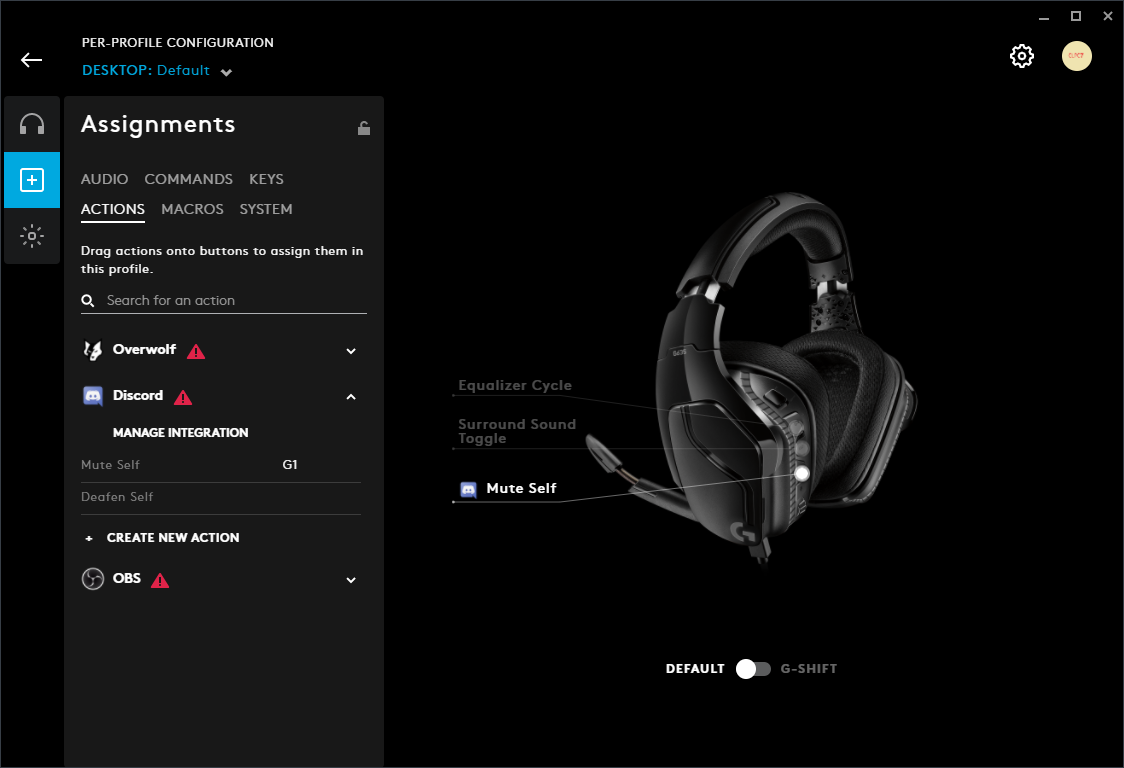 PER-PROFILE CONFIGURATION
DESKTOP: Default
Assignments
AUDIO COMMANDS KEYS
ACTIONS MACROS SYSTEM
Drag actions onto buttons to assign them in
this profile.
Search for an action
Overwolf
Discord
MANAGE INTEGRATION
Mute Self G1
Deafen Self
+ CREATE NEW ACTION
OBS
Equalizer Cycle
Surround Sound
Toggle
Mute Self
DEFAULT G-SHIFT